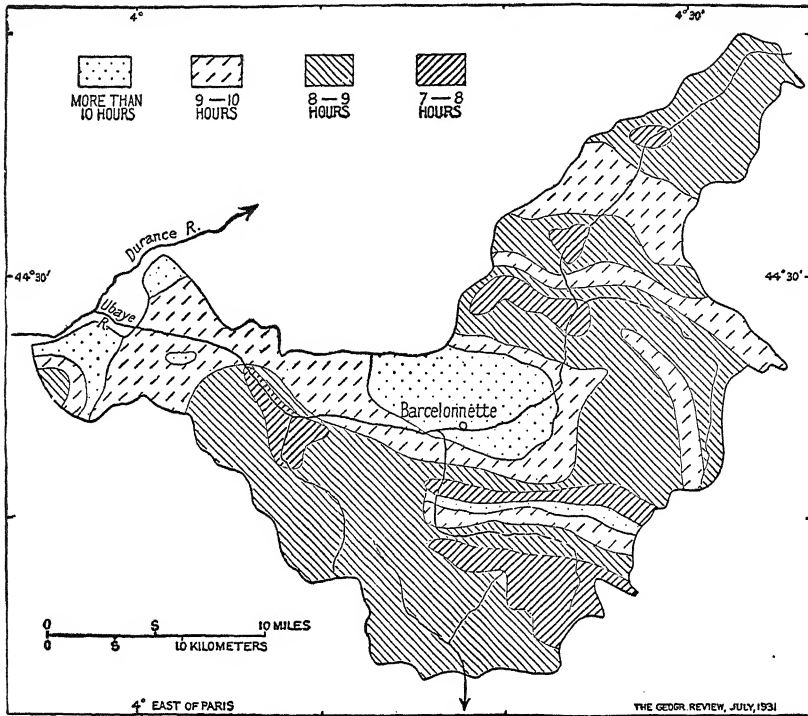 4°
4°30'
MORE THAN
10 HOURS
9 — 10
HOURS
8 — 9
HOURS
7 — 8
HOURS
Durance R.
44°30'
44°30'
Ubaye
R.
Barcelonnette
0 5 10 MILES
0 5 10 KILOMETERS
4° EAST OF PARIS
THE GEOGR. REVIEW, JULY, 1931